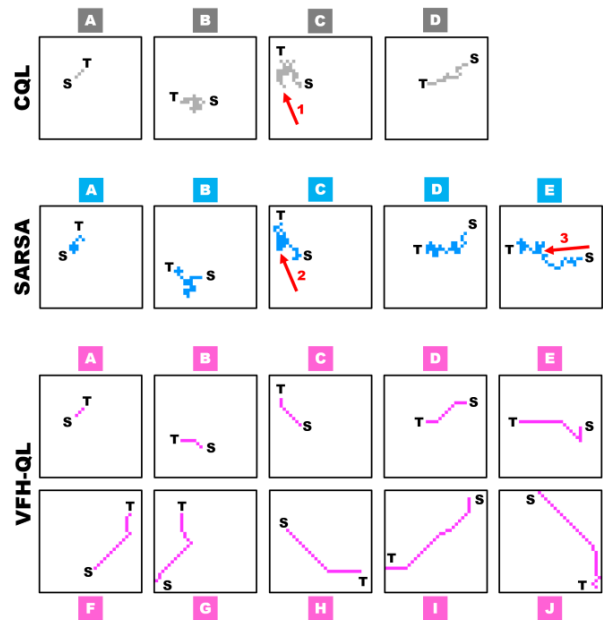 A B C D
CQL
T S
T S
T S 1
T S
A B C D E
SARSA
T S
T S
T S 2
T S
T S 3
A B C D E
VFH-QL
T S
T S
T S
T S
T S
T S
T S
S T
S T
S T
F G H I J